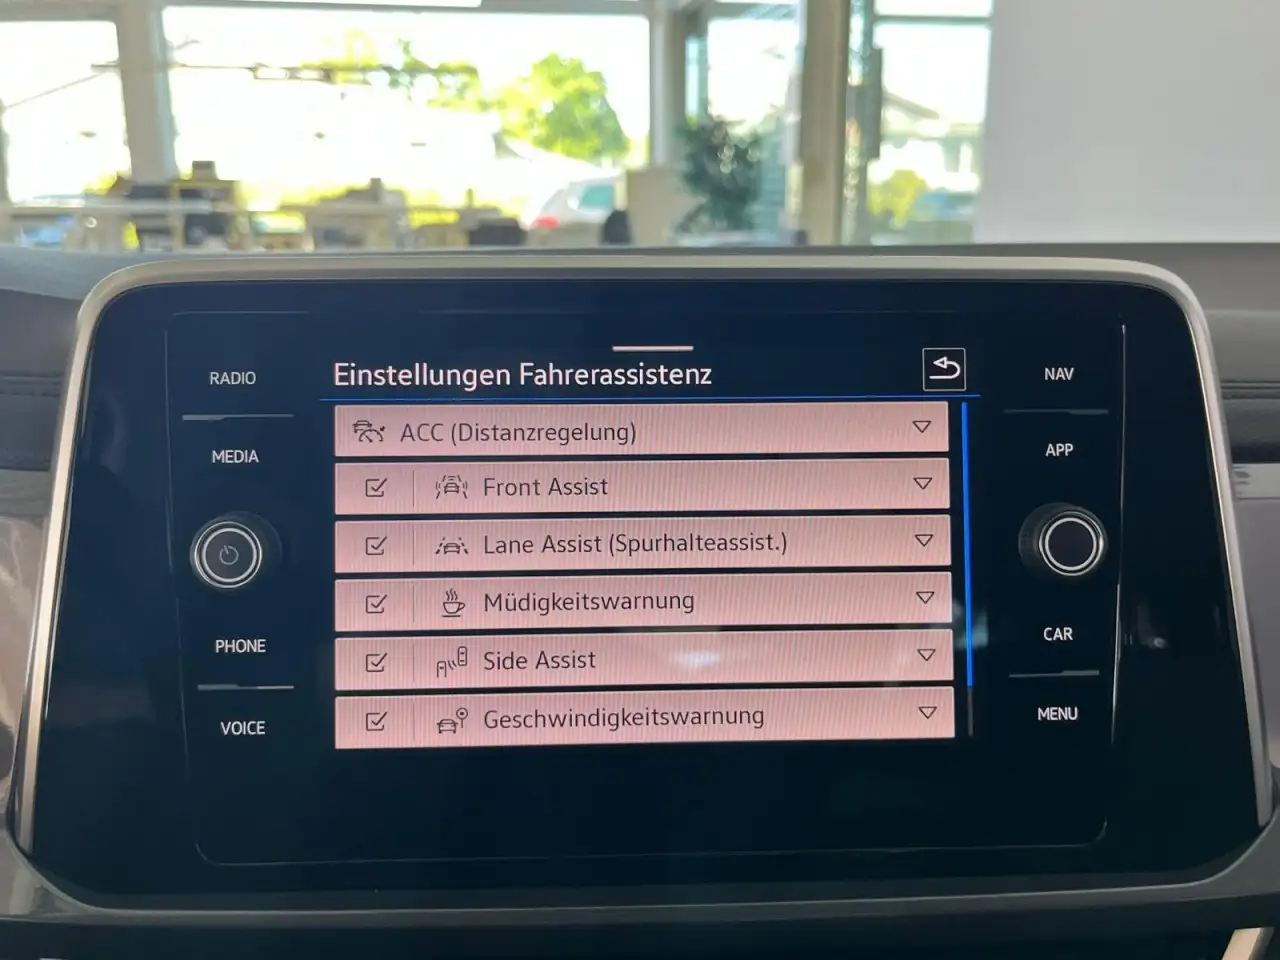 RADIO
MEDIA
PHONE
VOICE
Einstellungen Fahrerassistenz
ACC (Distanzregelung)
Front Assist
Lane Assist (Spurhalteassist.)
Müdigkeitswarnung
Side Assist
Geschwindigkeitswarnung
NAV
APP
CAR
MENU